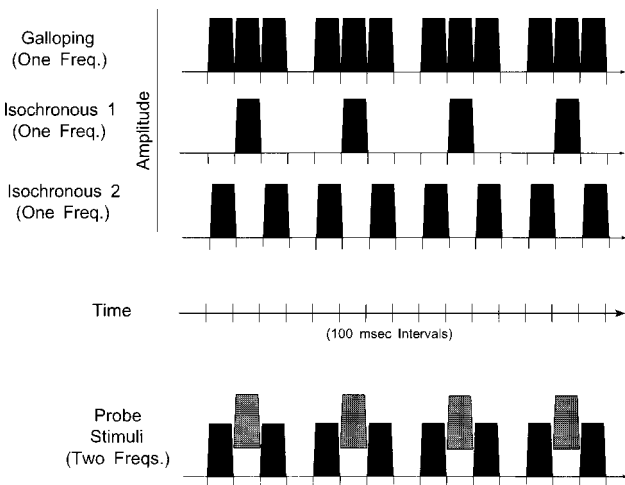 Galloping
(One Freq.)
Isochronous 1
(One Freq.)
Isochronous 2
(One Freq.)
Amplitude
Time
(100 msec Intervals)
Probe
Stimuli
(Two Freqs.)